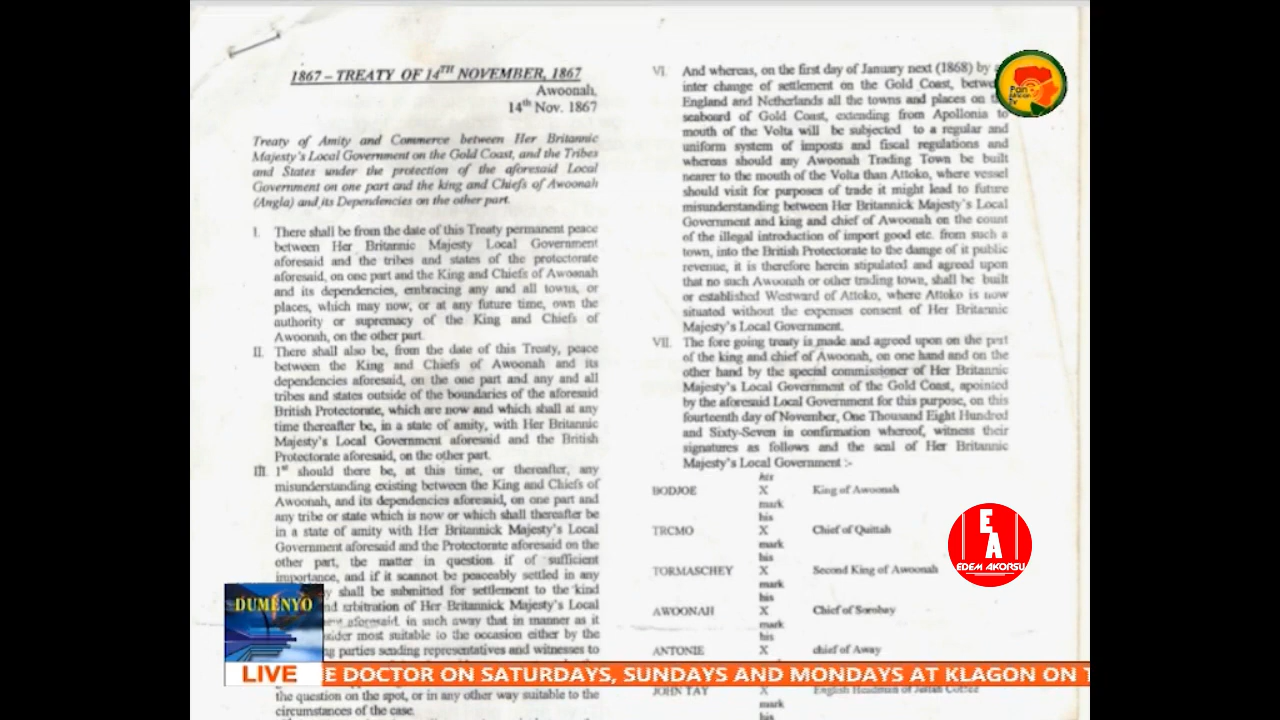 1867 – TREATY OF 14TH NOVEMBER, 1867
Awoonah,
14th Nov. 1867
Treaty of Amity and Commerce between Her Britannic
Majesty's Local Government on the Gold Coast, and the Tribes
and States under the protection of the aforesaid Local
Government on one part and the king and Chiefs of Awoonah
(Angla) and its Dependencies on the other part.
I. There shall be from the date of this Treaty permanent peace
between Her Britannic Majesty Local Government
aforesaid and the tribes and states of the protectorate
aforesaid, on one part and the King and Chiefs of Awoonah
and its dependencies, embracing any and all towns, or
places, which may now, or at any future time, own the
authority or supremacy of the King and Chiefs of
Awoonah, on the other part.
II. There shall also be, from the date of this Treaty, peace
between the King and Chiefs of Awoonah and its
dependencies aforesaid, on the one part and any and all
tribes and states outside of the boundaries of the aforesaid
British Protectorate, which are now and which shall at any
time thereafter be, in a state of amity, with Her Britannic
Majesty's Local Government aforesaid and the British
Protectorate aforesaid, on the other part.
III. 1st should there be, at this time, or thereafter, any
misunderstanding existing between the King and Chiefs of
Awoonah, and its dependencies aforesaid, on one part and
any tribe or state which is now or which shall thereafter be
in a state of amity with Her Britannick Majesty's Local
Government aforesaid and the Protectorate aforesaid on the
other part, the matter in question if of sufficient
importance, and if it scannot be peaceably settled in any
shall be submitted for settlement to the kind
nd arbitration of Her Britannick Majesty's Local
aforesaid, in such away that in manner as it
sider most suitable to the occasion either by the
parties sending representatives and witnesses to
the question on the spot, or in any other way suitable to the
circumstances of the case.
VI. And whereas, on the first day of January next (1868) by
inter change of settlement on the Gold Coast, betw
England and Netherlands all the towns and places on
seaboard of Gold Coast, extending from Apollonia to
mouth of the Volta will be subjected to a regular and
uniform system of imposts and fiscal regulations and
whereas should any Awoonah Trading Town be built
nearer to the mouth of the Volta than Attoko, where vessel
should visit for purposes of trade it might lead to future
misunderstanding between Her Britannick Majesty's Local
Government and king and chief of Awoonah on the count
of the illegal introduction of import good etc. from such a
town, into the British Protectorate to the damge of it public
revenue, it is therefore herein stipulated and agreed upon
that no such Awoonah or other trading town, shall be built
or established Westward of Attoko, where Attoko is now
situated without the expenses consent of Her Britannic
Majesty's Local Government.
VII. The fore going treaty is made and agreed upon on the part
of the king and chief of Awoonah, on one hand and on the
other hand by the special commissioner of Her Britannic
Majesty's Local Government of the Gold Coast, apointed
by the aforesaid Local Government for this purpose, on this
fourteenth day of November, One Thousand Eight Hundred
and Sixty-Seven in confirmation whereof, witness their
signatures as follows and the seal of Her Britannic
Majesty's Local Government :-
his
BODJOE X King of Awoonah
mark
his
TRCMO X Chief of Quittah
mark
his
TORMASCHEY X Second King of Awoonah
mark
his
AWOONAH X Chief of Sorobay
mark
his
ANTONIE X chief of Away
JOHN TAY X English Headman of Jellah Coffee
mark
his
Pan
Tv
E
A
EDEM AKORSU
DUMENYO
LIVE
E DOCTOR ON SATURDAYS, SUNDAYS AND MONDAYS AT KLAGON ON T